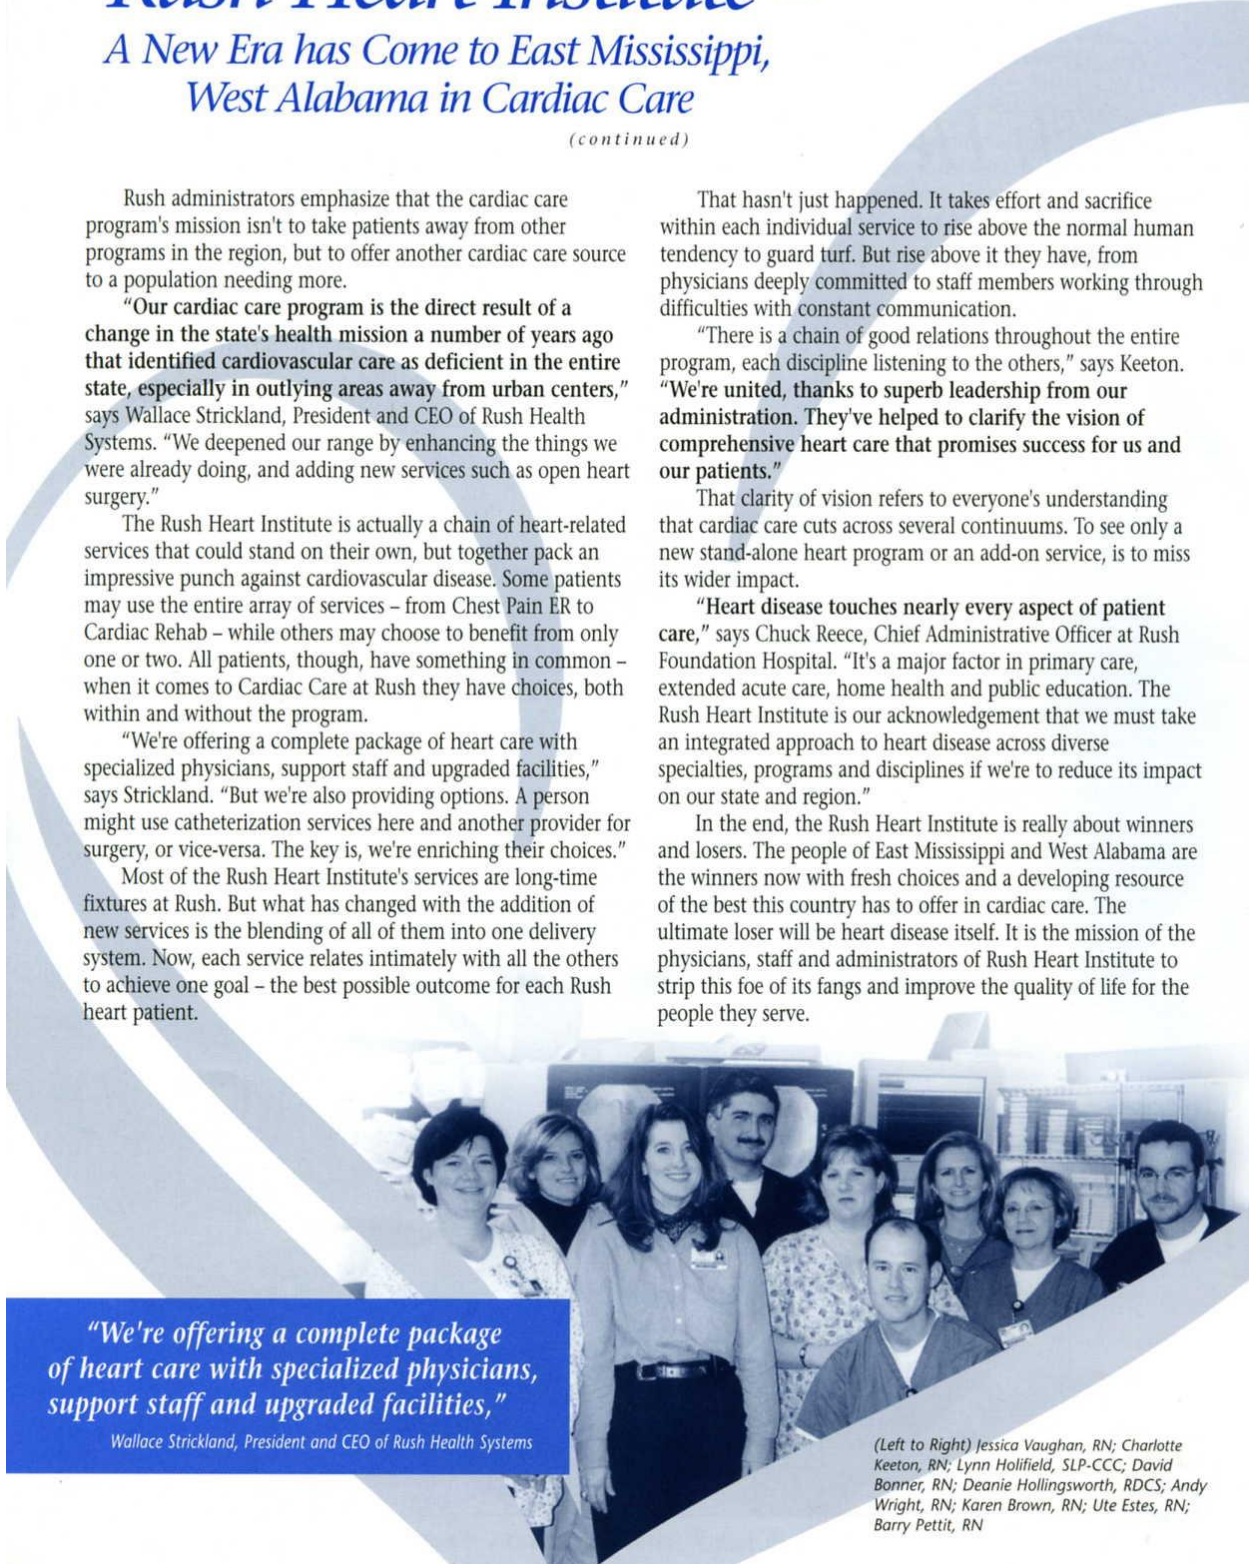 Rush Heart Institute
A New Era has Come to East Mississippi,
West Alabama in Cardiac Care
(continued)
Rush administrators emphasize that the cardiac care
program's mission isn't to take patients away from other
programs in the region, but to offer another cardiac care source
to a population needing more.
“Our cardiac care program is the direct result of a
change in the state's health mission a number of years ago
that identified cardiovascular care as deficient in the entire
state, especially in outlying areas away from urban centers,”
says Wallace Strickland, President and CEO of Rush Health
Systems. “We deepened our range by enhancing the things we
were already doing, and adding new services such as open heart
surgery.”
The Rush Heart Institute is actually a chain of heart-related
services that could stand on their own, but together pack an
impressive punch against cardiovascular disease. Some patients
may use the entire array of services – from Chest Pain ER to
Cardiac Rehab – while others may choose to benefit from only
one or two. All patients, though, have something in common –
when it comes to Cardiac Care at Rush they have choices, both
within and without the program.
“We're offering a complete package of heart care with
specialized physicians, support staff and upgraded facilities,”
says Strickland. “But we're also providing options. A person
might use catheterization services here and another provider for
surgery, or vice-versa. The key is, we're enriching their choices.”
Most of the Rush Heart Institute's services are long-time
fixtures at Rush. But what has changed with the addition of
new services is the blending of all of them into one delivery
system. Now, each service relates intimately with all the others
to achieve one goal – the best possible outcome for each Rush
heart patient.
That hasn't just happened. It takes effort and sacrifice
within each individual service to rise above the normal human
tendency to guard turf. But rise above it they have, from
physicians deeply committed to staff members working through
difficulties with constant communication.
“There is a chain of good relations throughout the entire
program, each discipline listening to the others,” says Keeton.
“We're united, thanks to superb leadership from our
administration. They've helped to clarify the vision of
comprehensive heart care that promises success for us and
our patients.”
That clarity of vision refers to everyone's understanding
that cardiac care cuts across several continuums. To see only a
new stand-alone heart program or an add-on service, is to miss
its wider impact.
“Heart disease touches nearly every aspect of patient
care,” says Chuck Reece, Chief Administrative Officer at Rush
Foundation Hospital. “It's a major factor in primary care,
extended acute care, home health and public education. The
Rush Heart Institute is our acknowledgement that we must take
an integrated approach to heart disease across diverse
specialties, programs and disciplines if we're to reduce its impact
on our state and region.”
In the end, the Rush Heart Institute is really about winners
and losers. The people of East Mississippi and West Alabama are
the winners now with fresh choices and a developing resource
of the best this country has to offer in cardiac care. The
ultimate loser will be heart disease itself. It is the mission of the
physicians, staff and administrators of Rush Heart Institute to
strip this foe of its fangs and improve the quality of life for the
people they serve.
“We're offering a complete package
of heart care with specialized physicians,
support staff and upgraded facilities,”
Wallace Strickland, President and CEO of Rush Health Systems
(Left to Right) Jessica Vaughan, RN; Charlotte
Keeton, RN; Lynn Holifield, SLP-CCC; David
Bonner, RN; Deanie Hollingsworth, RDCS; Andy
Wright, RN; Karen Brown, RN; Ute Estes, RN;
Barry Pettit, RN